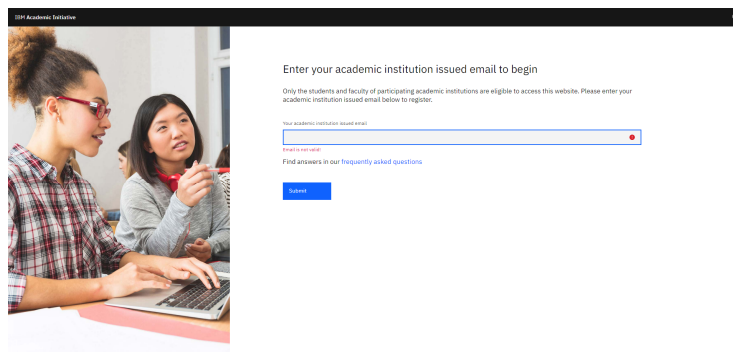 IBM Academic Initiative
Enter your academic institution issued email to begin
Only the students and faculty of participating academic institutions are eligible to access this website. Please enter your
academic institution issued email below to register.
Your academic institution issued email
Email is not valid!
Find answers in our frequently asked questions
Submit